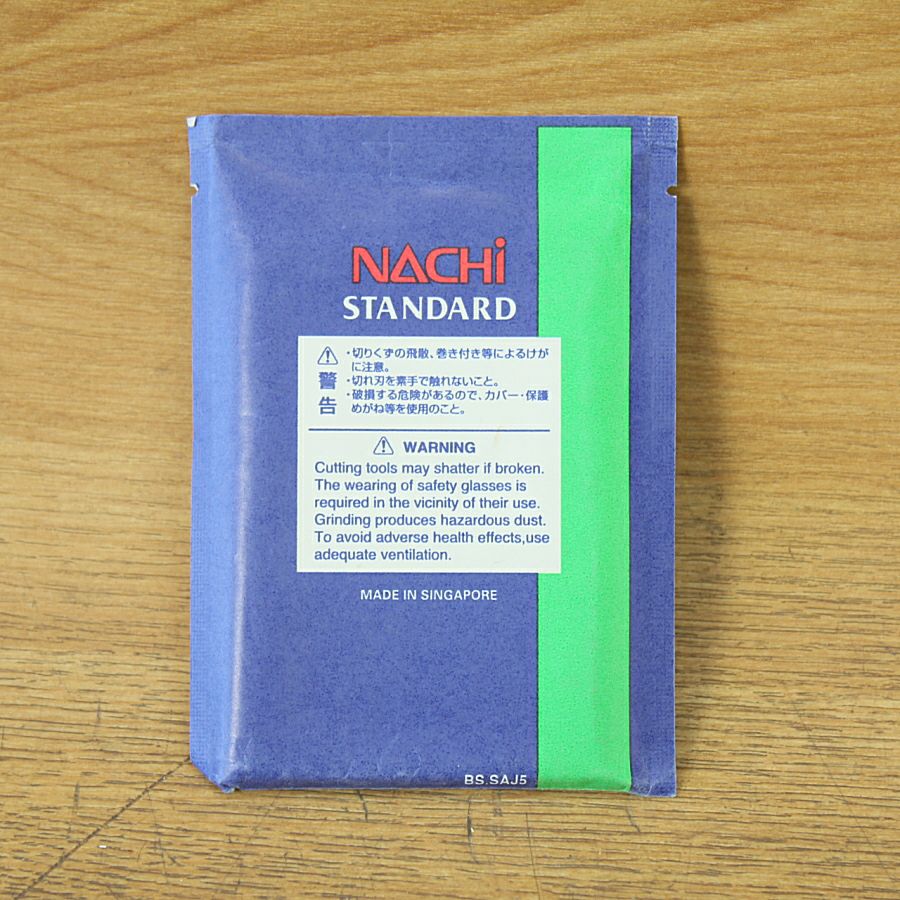 NACHi
STANDARD
警告
・切りくずの飛散、巻き付き等によるけが
に注意。
・切れ刃を素手で触れないこと。
・破損する危険があるので、カバー・保護
めがね等を使用のこと。
WARNING
Cutting tools may shatter if broken.
The wearing of safety glasses is
required in the vicinity of their use.
Grinding produces hazardous dust.
To avoid adverse health effects,use
adequate ventilation.
MADE IN SINGAPORE
BS.SAJ5